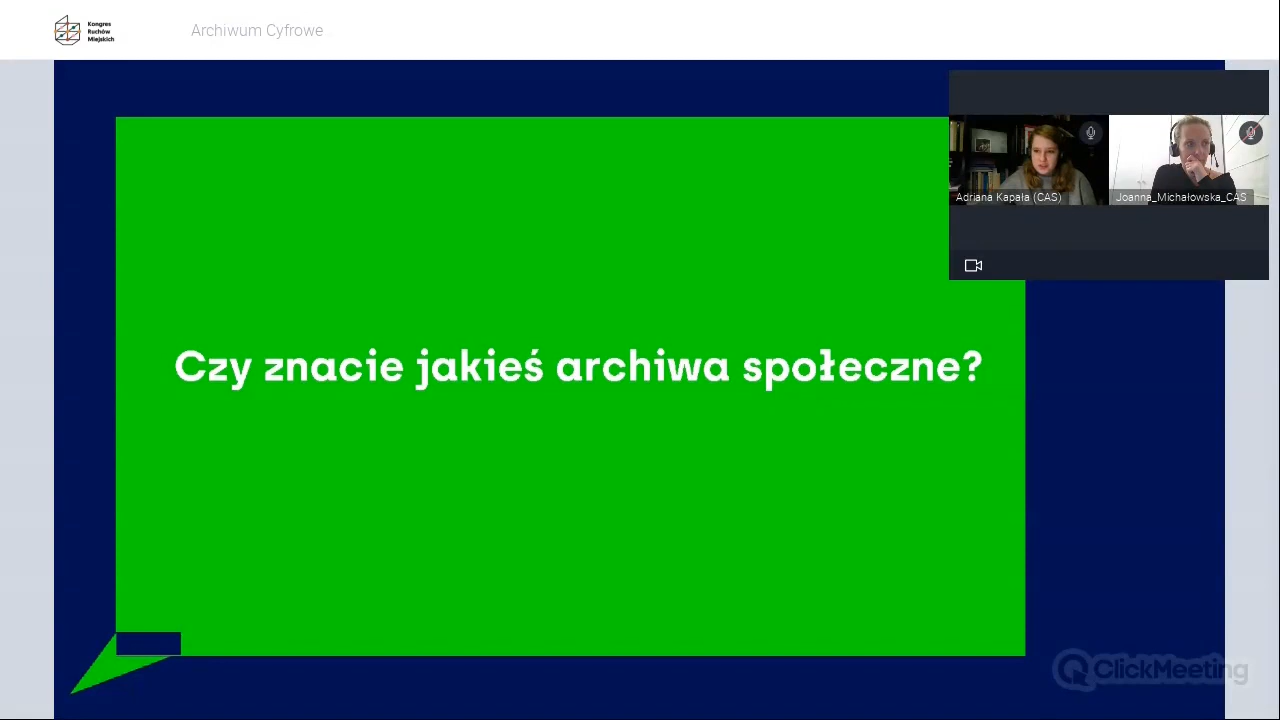 Kongres
Ruchów
Miejskich
Archiwum Cyfrowe
Adriana Kapała (CAS)
Joanna_Michałowska_CAS
Czy znacie jakieś archiwa społeczne?
ClickMeeting